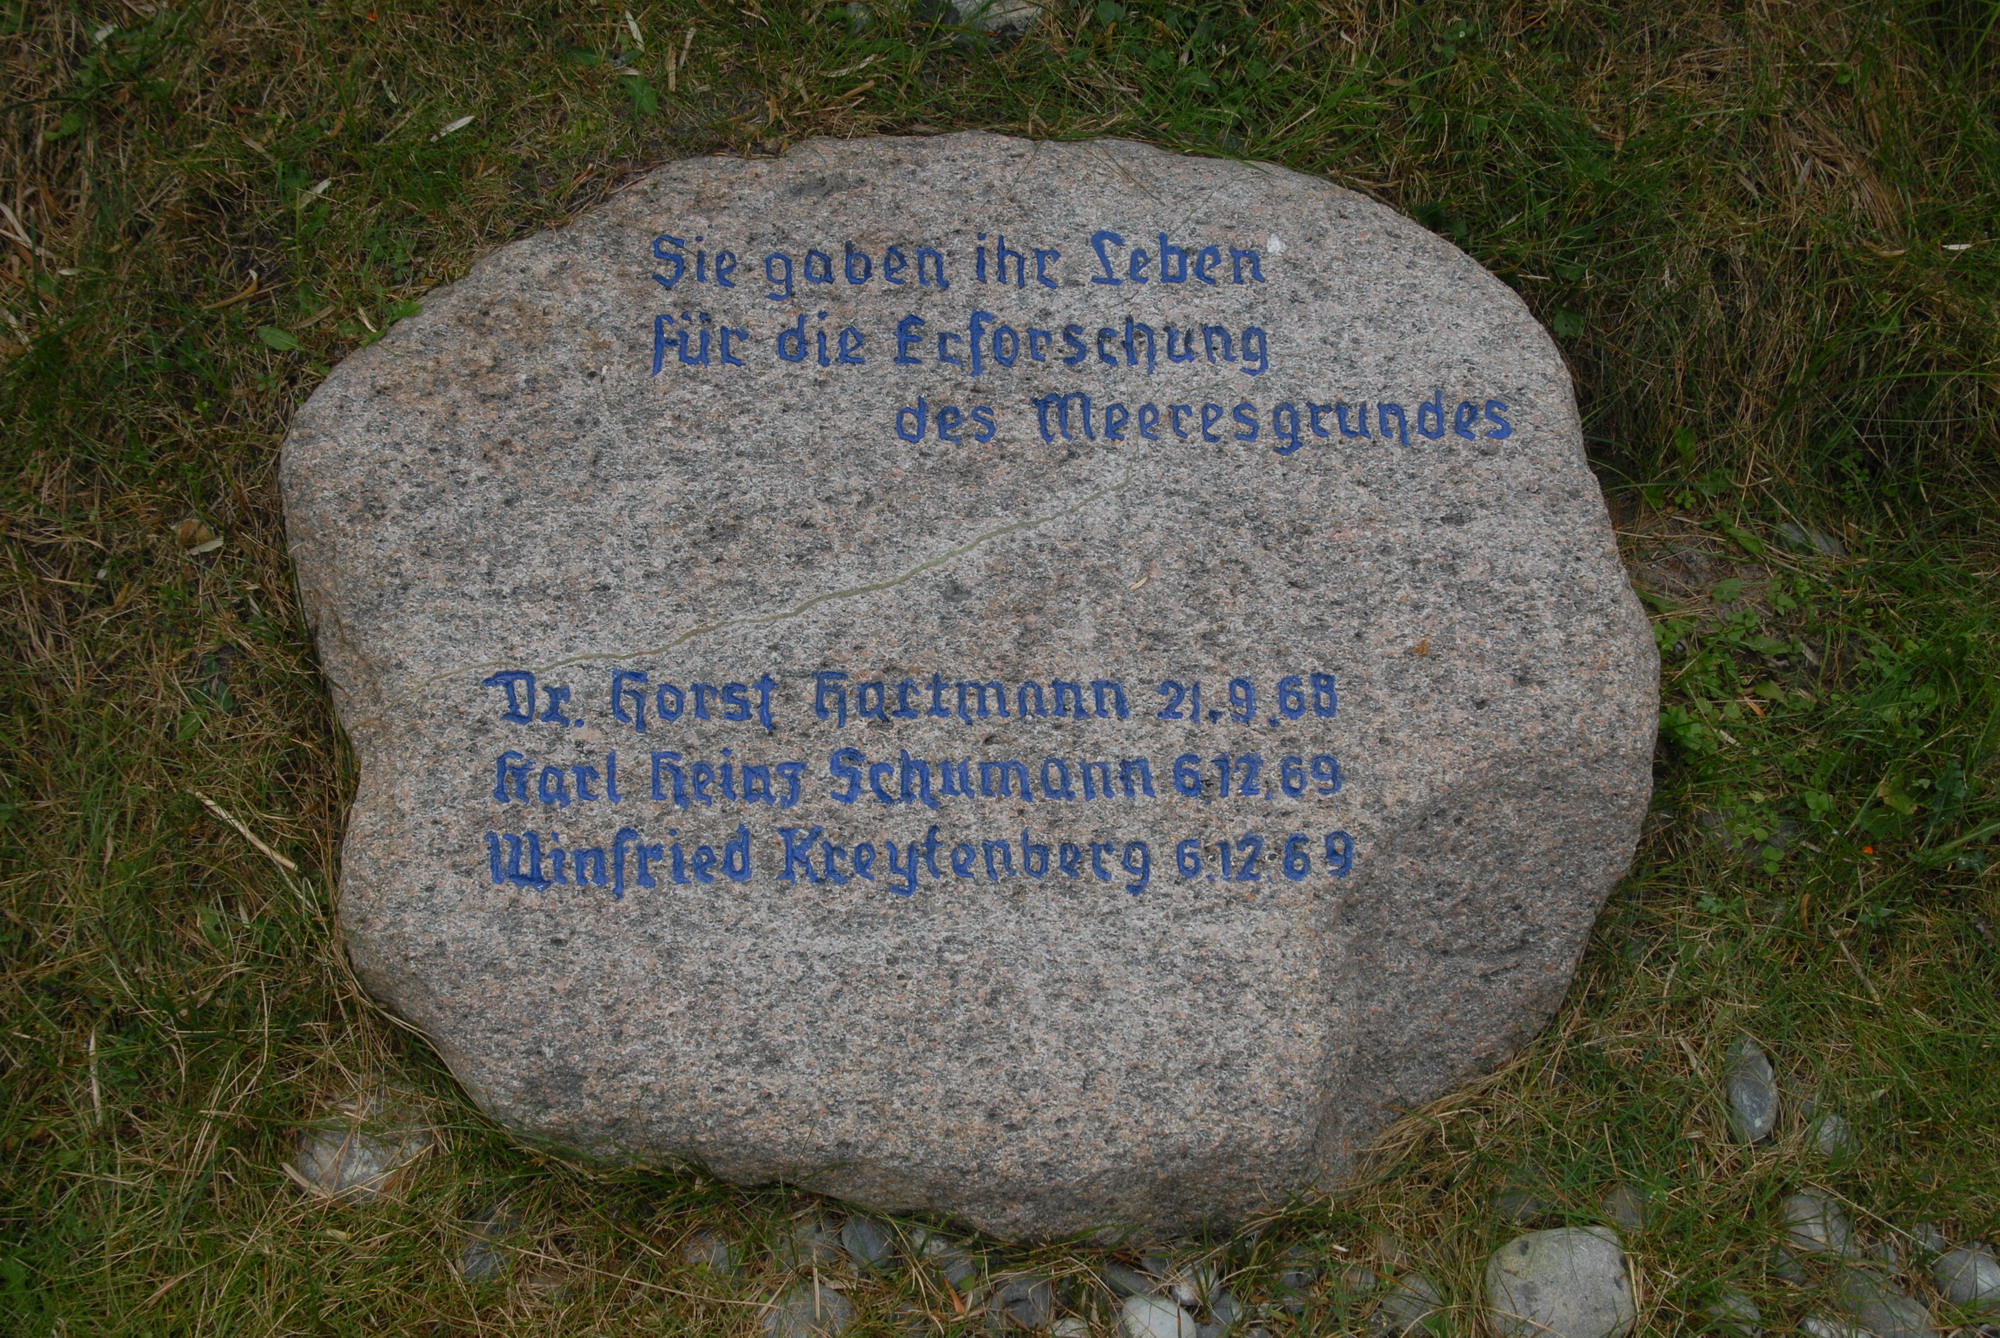 Sie gaben ihr Leben
für die Erforschung
des Meeresgrundes
Dr. Horst Hartmann 21.9.68
Karl Heinz Schumann 6.12.69
Winfried Kreytenberg 6.12.69